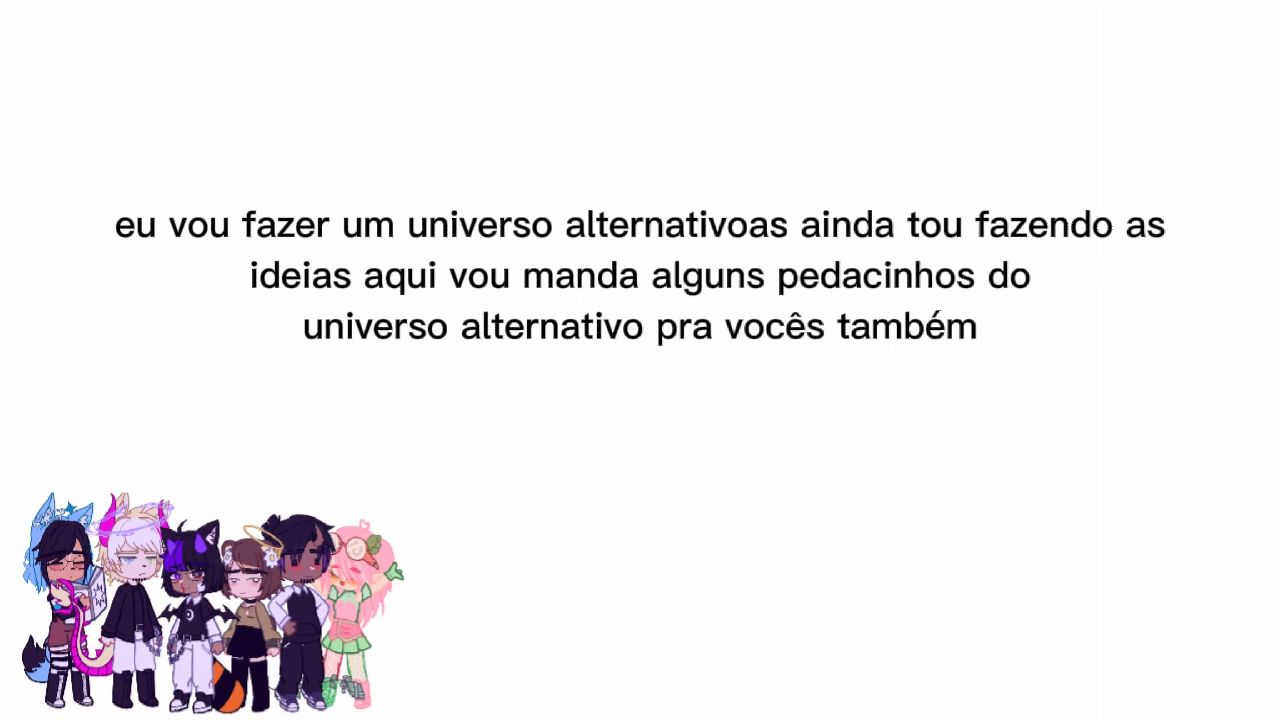 eu vou fazer um universo alternativoas ainda tou fazendo as
ideias aqui vou manda alguns pedacinhos do
universo alternativo pra vocês também